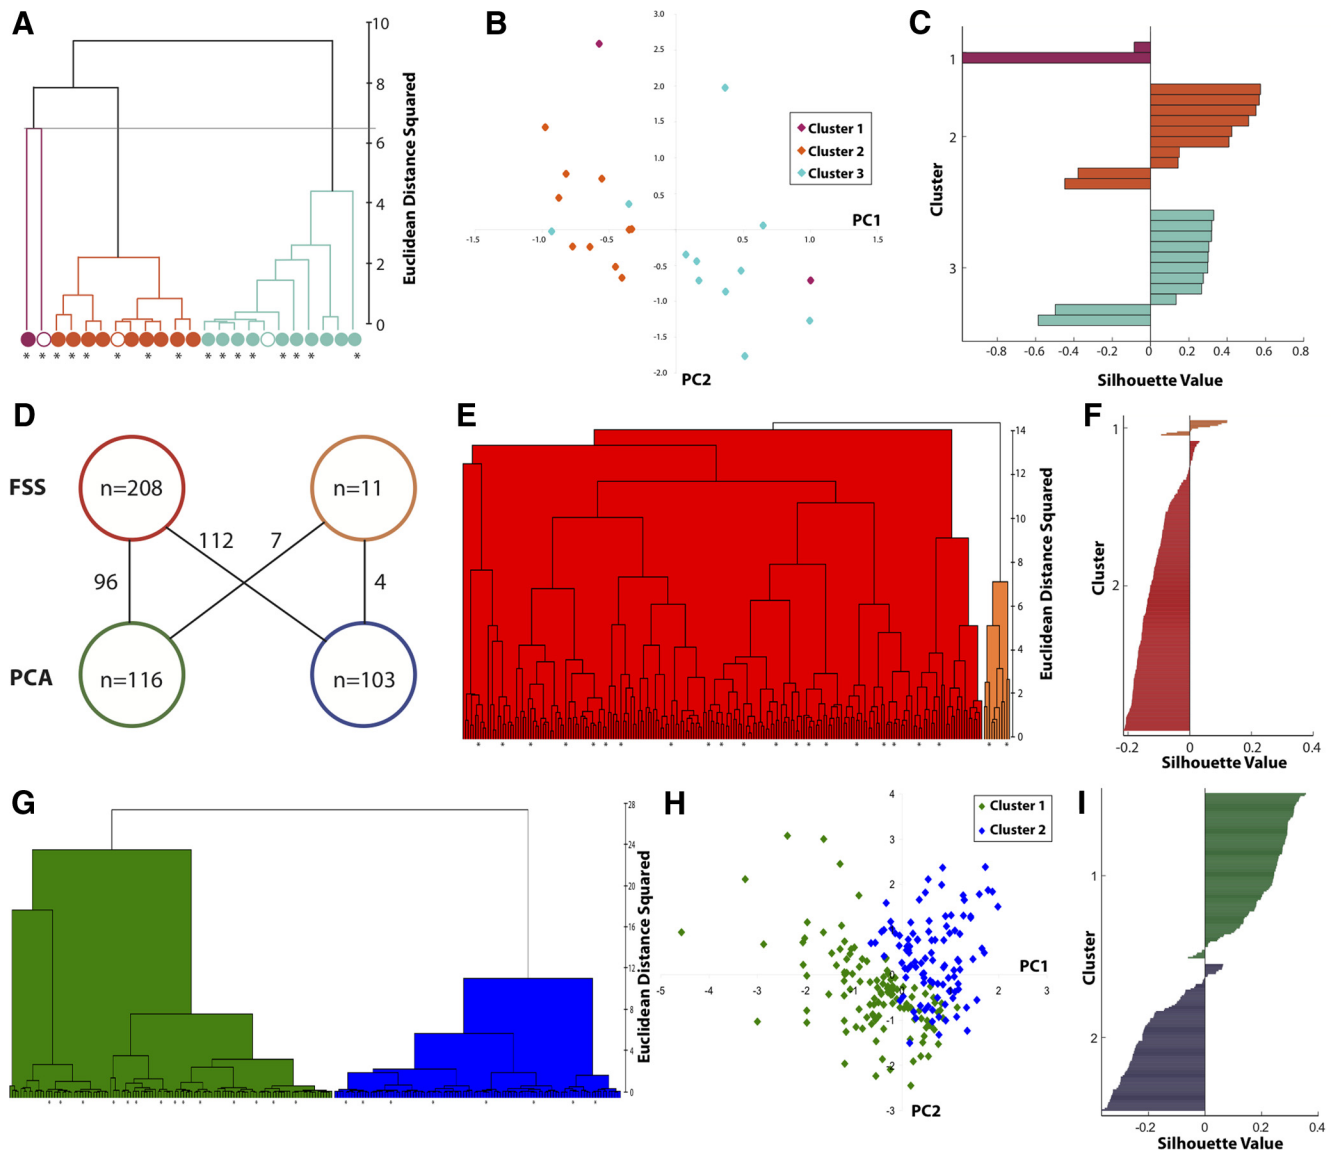 A
10
8
6
4
2
0
Euclidean Distance Squared
* * * * * * * * * * * * * *
B
3.0
2.5
2.0
1.5
1.0
0.5
-0.5
-1.0
-1.5
-2.0
-1.5 -1.0 -0.5 0.5 1.0 1.5
PC1
PC2
Cluster 1
Cluster 2
Cluster 3
C
1
2
3
Cluster
-0.8 -0.6 -0.4 -0.2 0 0.2 0.4 0.6 0.8
Silhouette Value
D
FSS
n=208
n=11
112
7
96
4
PCA
n=116
n=103
E
14
12
10
8
6
4
2
0
Euclidean Distance Squared
F
1
2
Cluster
-0.2 0 0.2 0.4
Silhouette Value
G
28
24
20
16
12
8
4
0
Euclidean Distance Squared
H
4
3
2
1
0
-1
-2
-3
-5 -4 -3 -2 -1 2 3
PC1
PC2
Cluster 1
Cluster 2
I
1
2
Cluster
-0.2 0 0.2 0.4
Silhouette Value